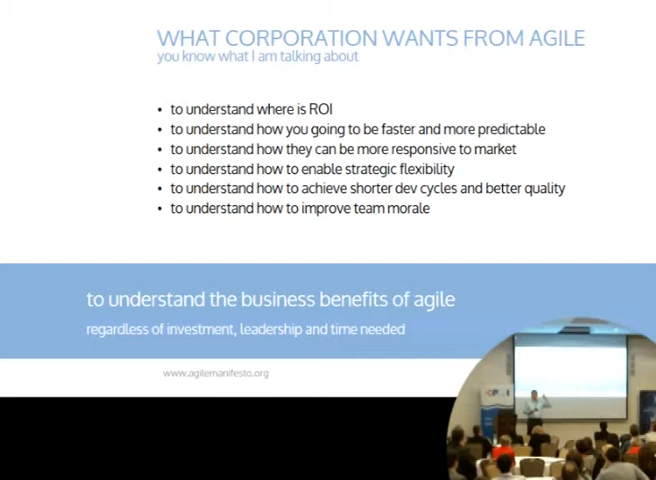 WHAT CORPORATION WANTS FROM AGILE
you know what I am talking about
• to understand where is ROI
• to understand how you going to be faster and more predictable
• to understand how they can be more responsive to market
• to understand how to enable strategic flexibility
• to understand how to achieve shorter dev cycles and better quality
• to understand how to improve team morale
to understand the business benefits of agile
regardless of investment, leadership and time needed
www.agilemanifesto.org